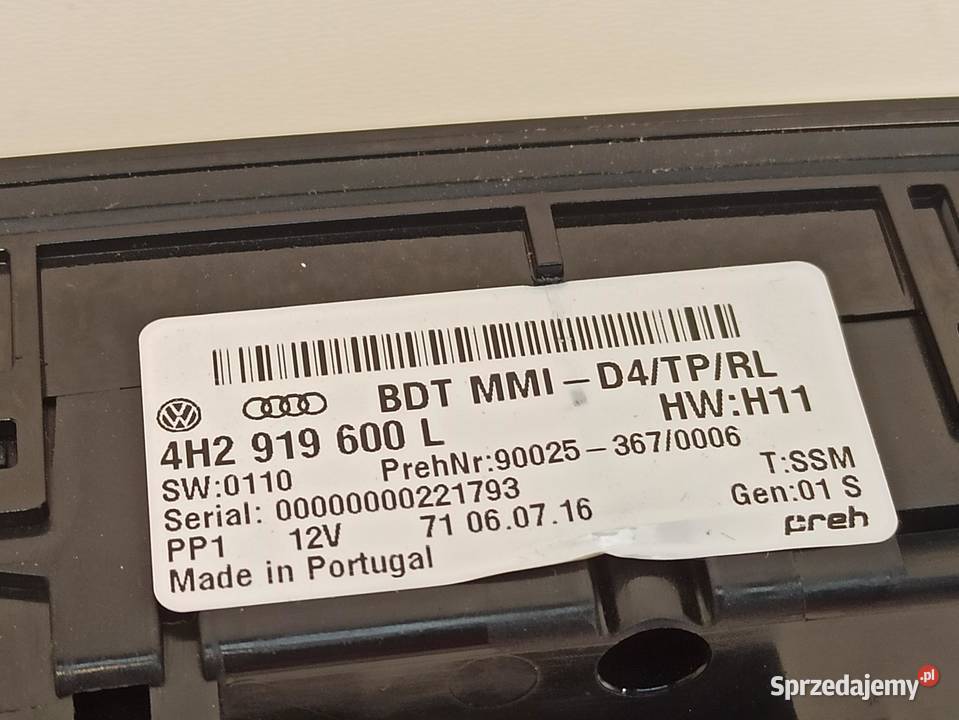 BDT MMI – D4/TP/RL
4H2 919 600 L HW:H11
SW:0110 PrehNr:90025–367/0006
Serial: 00000000221793 T:SSM
PP1 12V 71 06.07.16 Gen:01 S
Made in Portugal preh
Sprzedajemy.pl